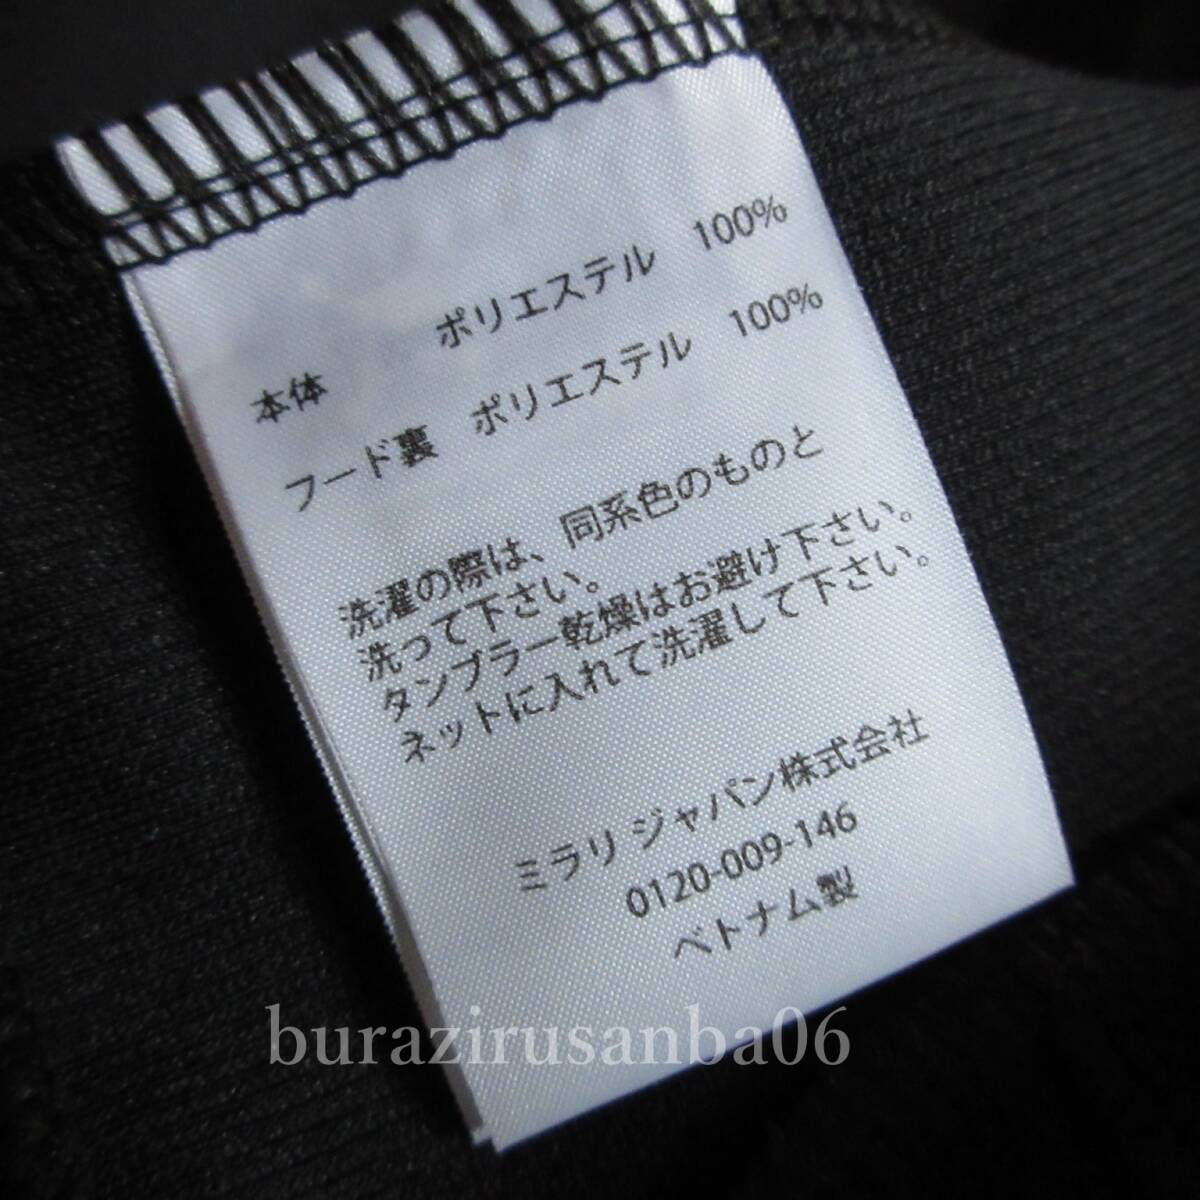 本体 ポリエステル 100%
フード裏 ポリエステル 100%
洗濯の際は、同系色のものと
洗って下さい。
タンブラー乾燥はお避け下さい。
ネットに入れて洗濯して下さい。
ミラリ ジャパン株式会社
0120-009-146
ベトナム製
burazirusanba06